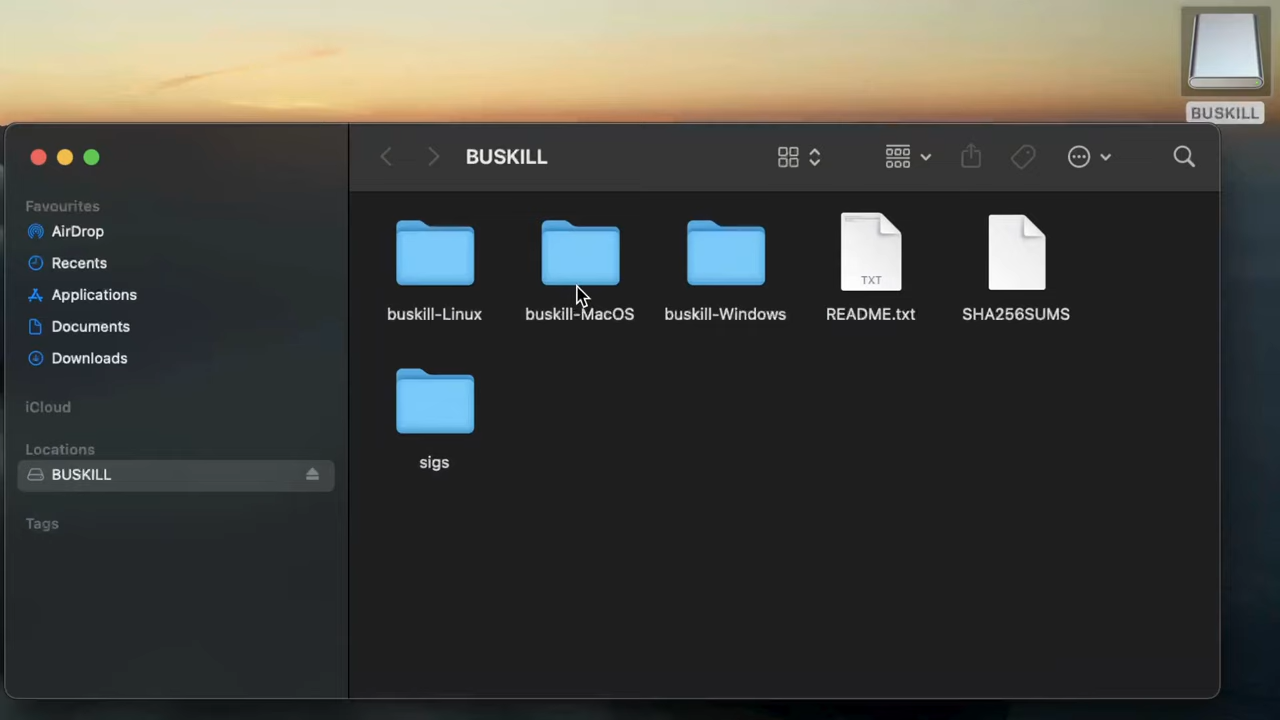 BUSKILL
BUSKILL
Favourites
AirDrop
Recents
Applications
Documents
Downloads
iCloud
Locations
BUSKILL
Tags
buskill-Linux
buskill-MacOS
buskill-Windows
TXT
README.txt
SHA256SUMS
sigs